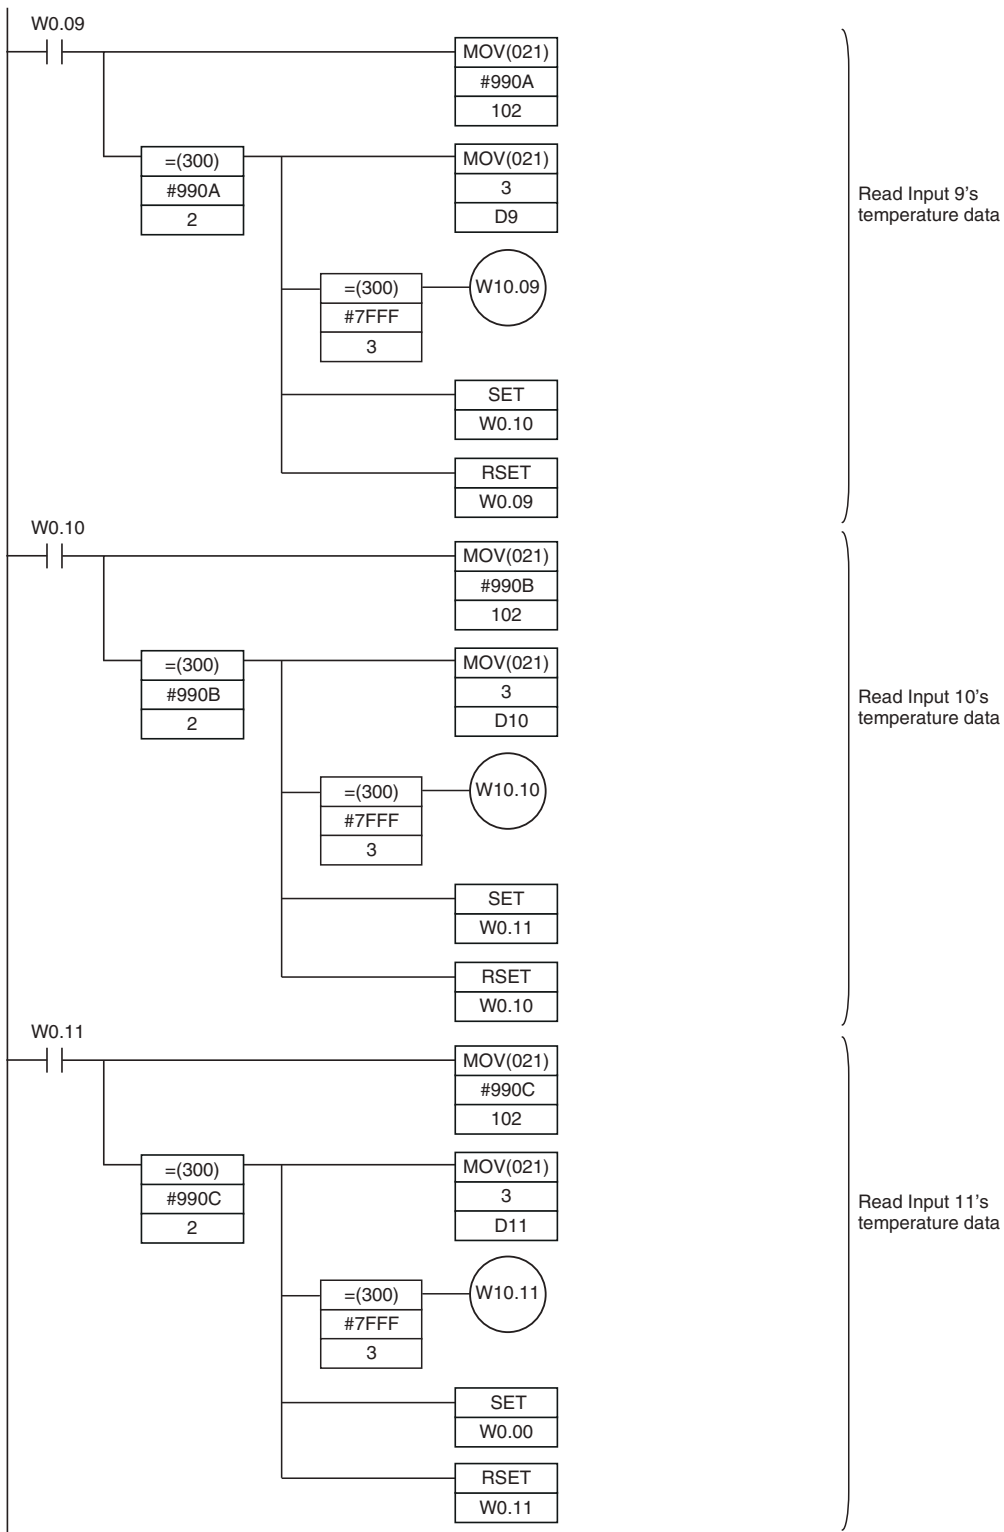 W0.09
MOV(021)
#990A
102
=(300)
#990A
2
MOV(021)
3
D9
Read Input 9's
temperature data
=(300)
#7FFF
3
W10.09
SET
W0.10
RSET
W0.09
W0.10
MOV(021)
#990B
102
=(300)
#990B
2
MOV(021)
3
D10
Read Input 10's
temperature data
=(300)
#7FFF
3
W10.10
SET
W0.11
RSET
W0.10
W0.11
MOV(021)
#990C
102
=(300)
#990C
2
MOV(021)
3
D11
Read Input 11's
temperature data
=(300)
#7FFF
3
W10.11
SET
W0.00
RSET
W0.11